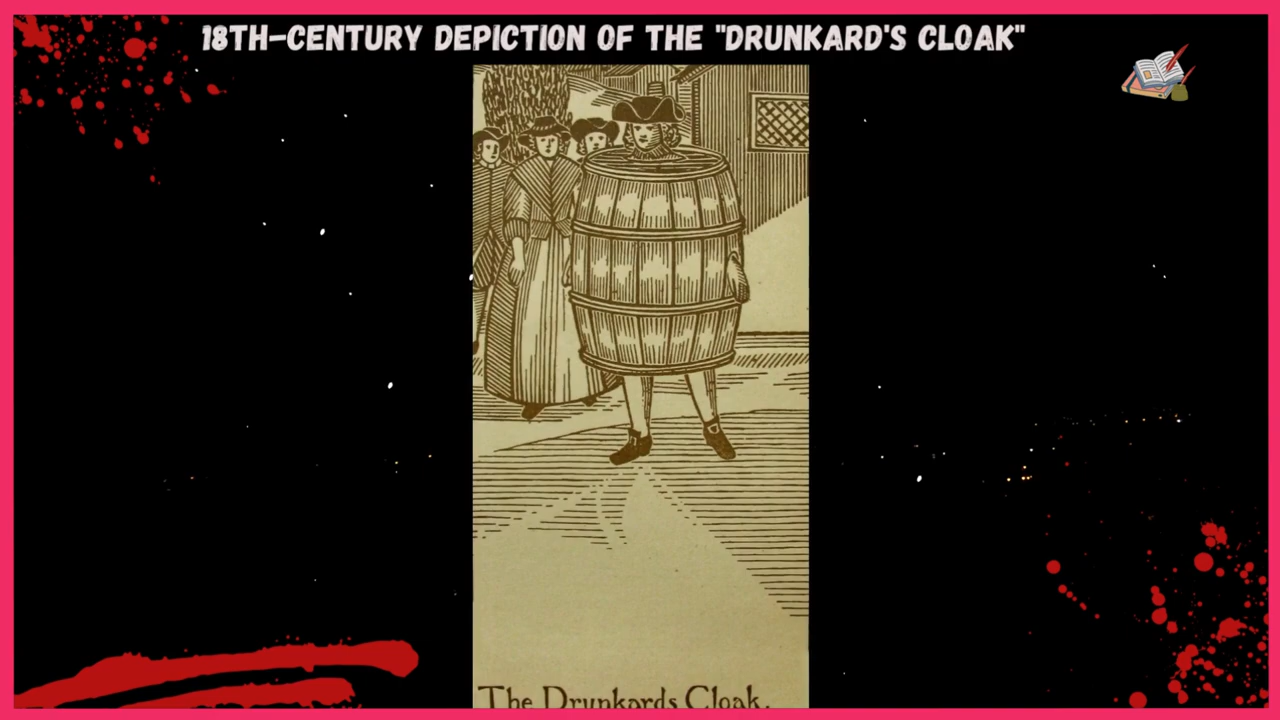 18TH-CENTURY DEPICTION OF THE "DRUNKARD'S CLOAK"
The Drunkards Cloak.